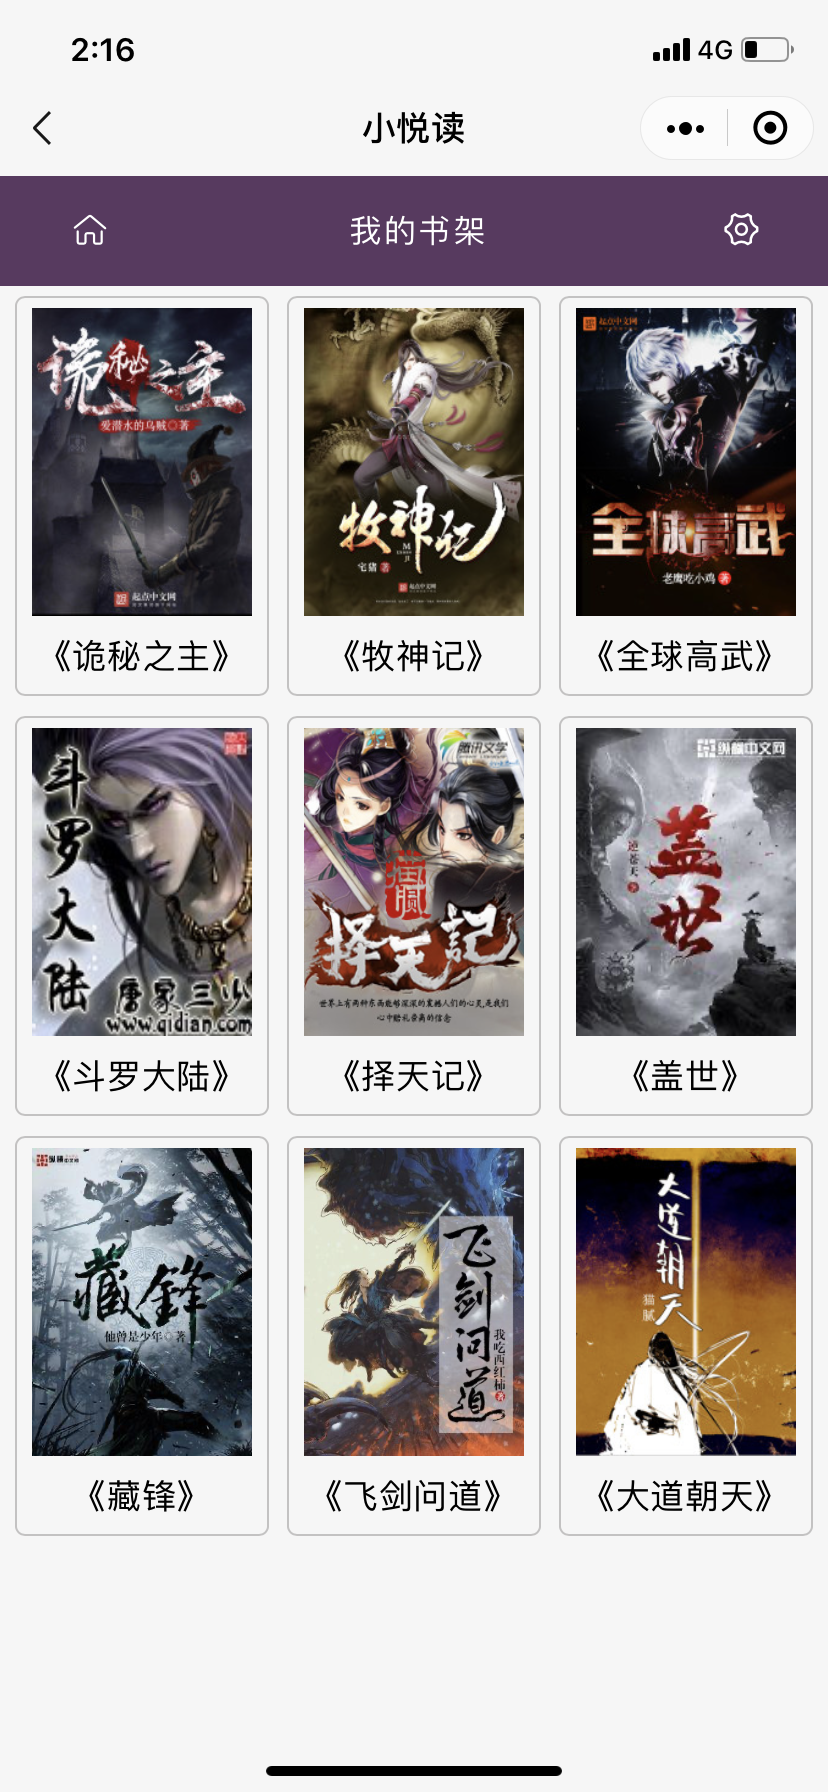 2:16
4G
小悦读
我的书架
诡秘之主
爱潜水的乌贼◎著
起点中文网
《诡秘之主》
牧神记
宅猪 著
起点中文网
《牧神记》
起点中文网
全球高武
老鹰吃小鸡 著
《全球高武》
斗罗大陆
唐家三少
www.qidian.com
《斗罗大陆》
腾讯文学
猫腻
择天記
世界上有两种东西能够深深的震撼人们的心灵,是我们
心中
《择天记》
纵横中文网
盖世
逆苍天 著
《盖世》
纵横中文网
藏锋
他曾是少年◎著
《藏锋》
飞剑问道
我吃西红柿 著
《飞剑问道》
大道朝天
猫腻
《大道朝天》